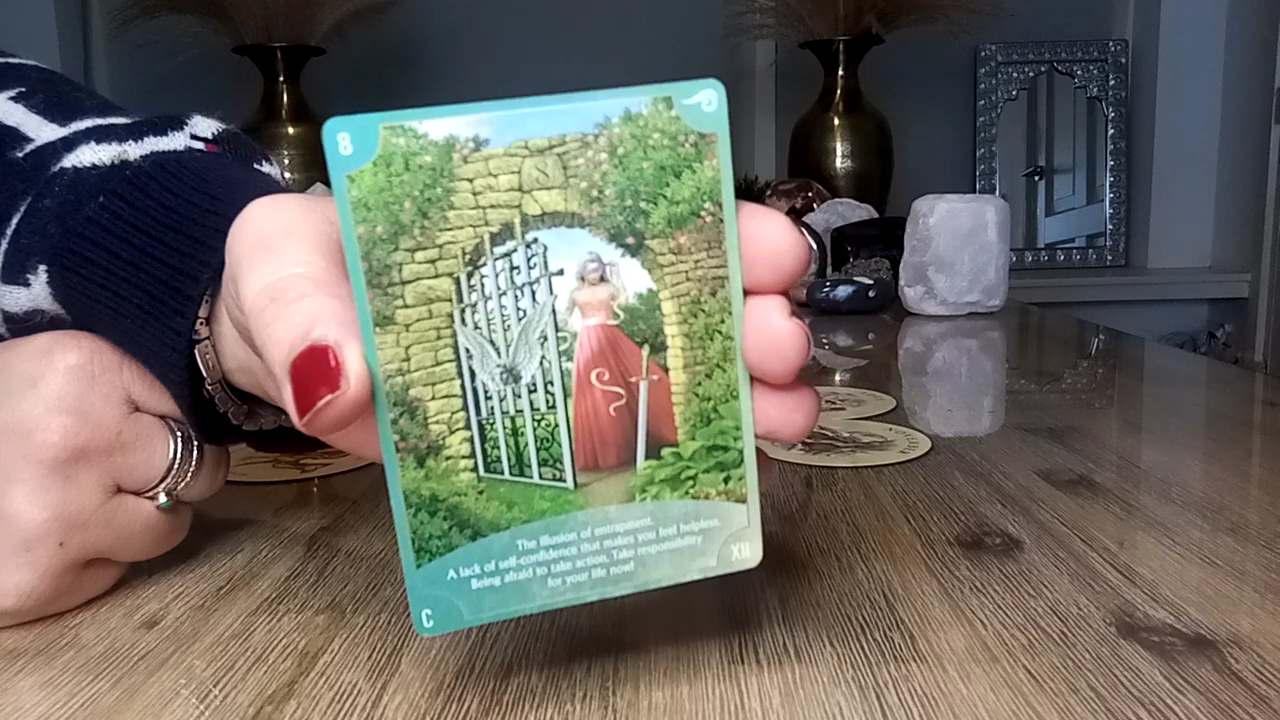 8
8
The illusion of entrapment.
A lack of self-confidence that makes you feel helpless.
Being afraid to take action. Take responsibility
for your life now!
XII
C